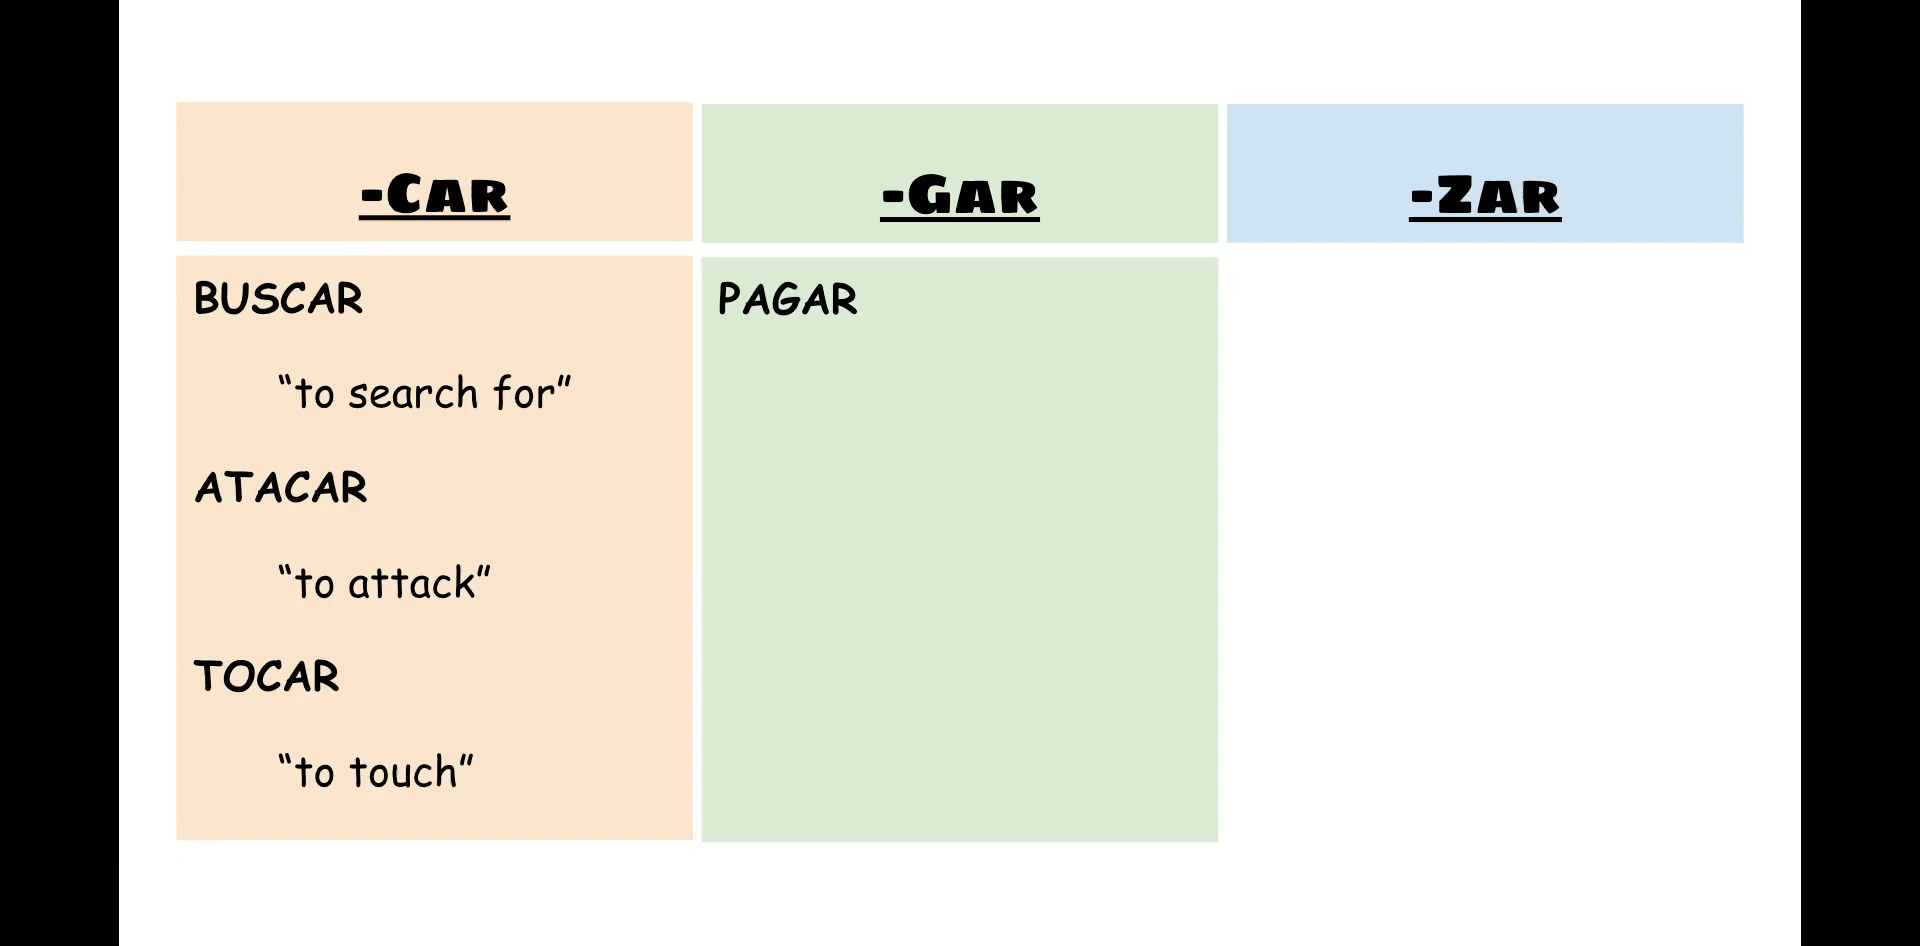 -Car
-Gar
-Zar
BUSCAR
“to search for”
ATACAR
“to attack”
TOCAR
“to touch”
PAGAR